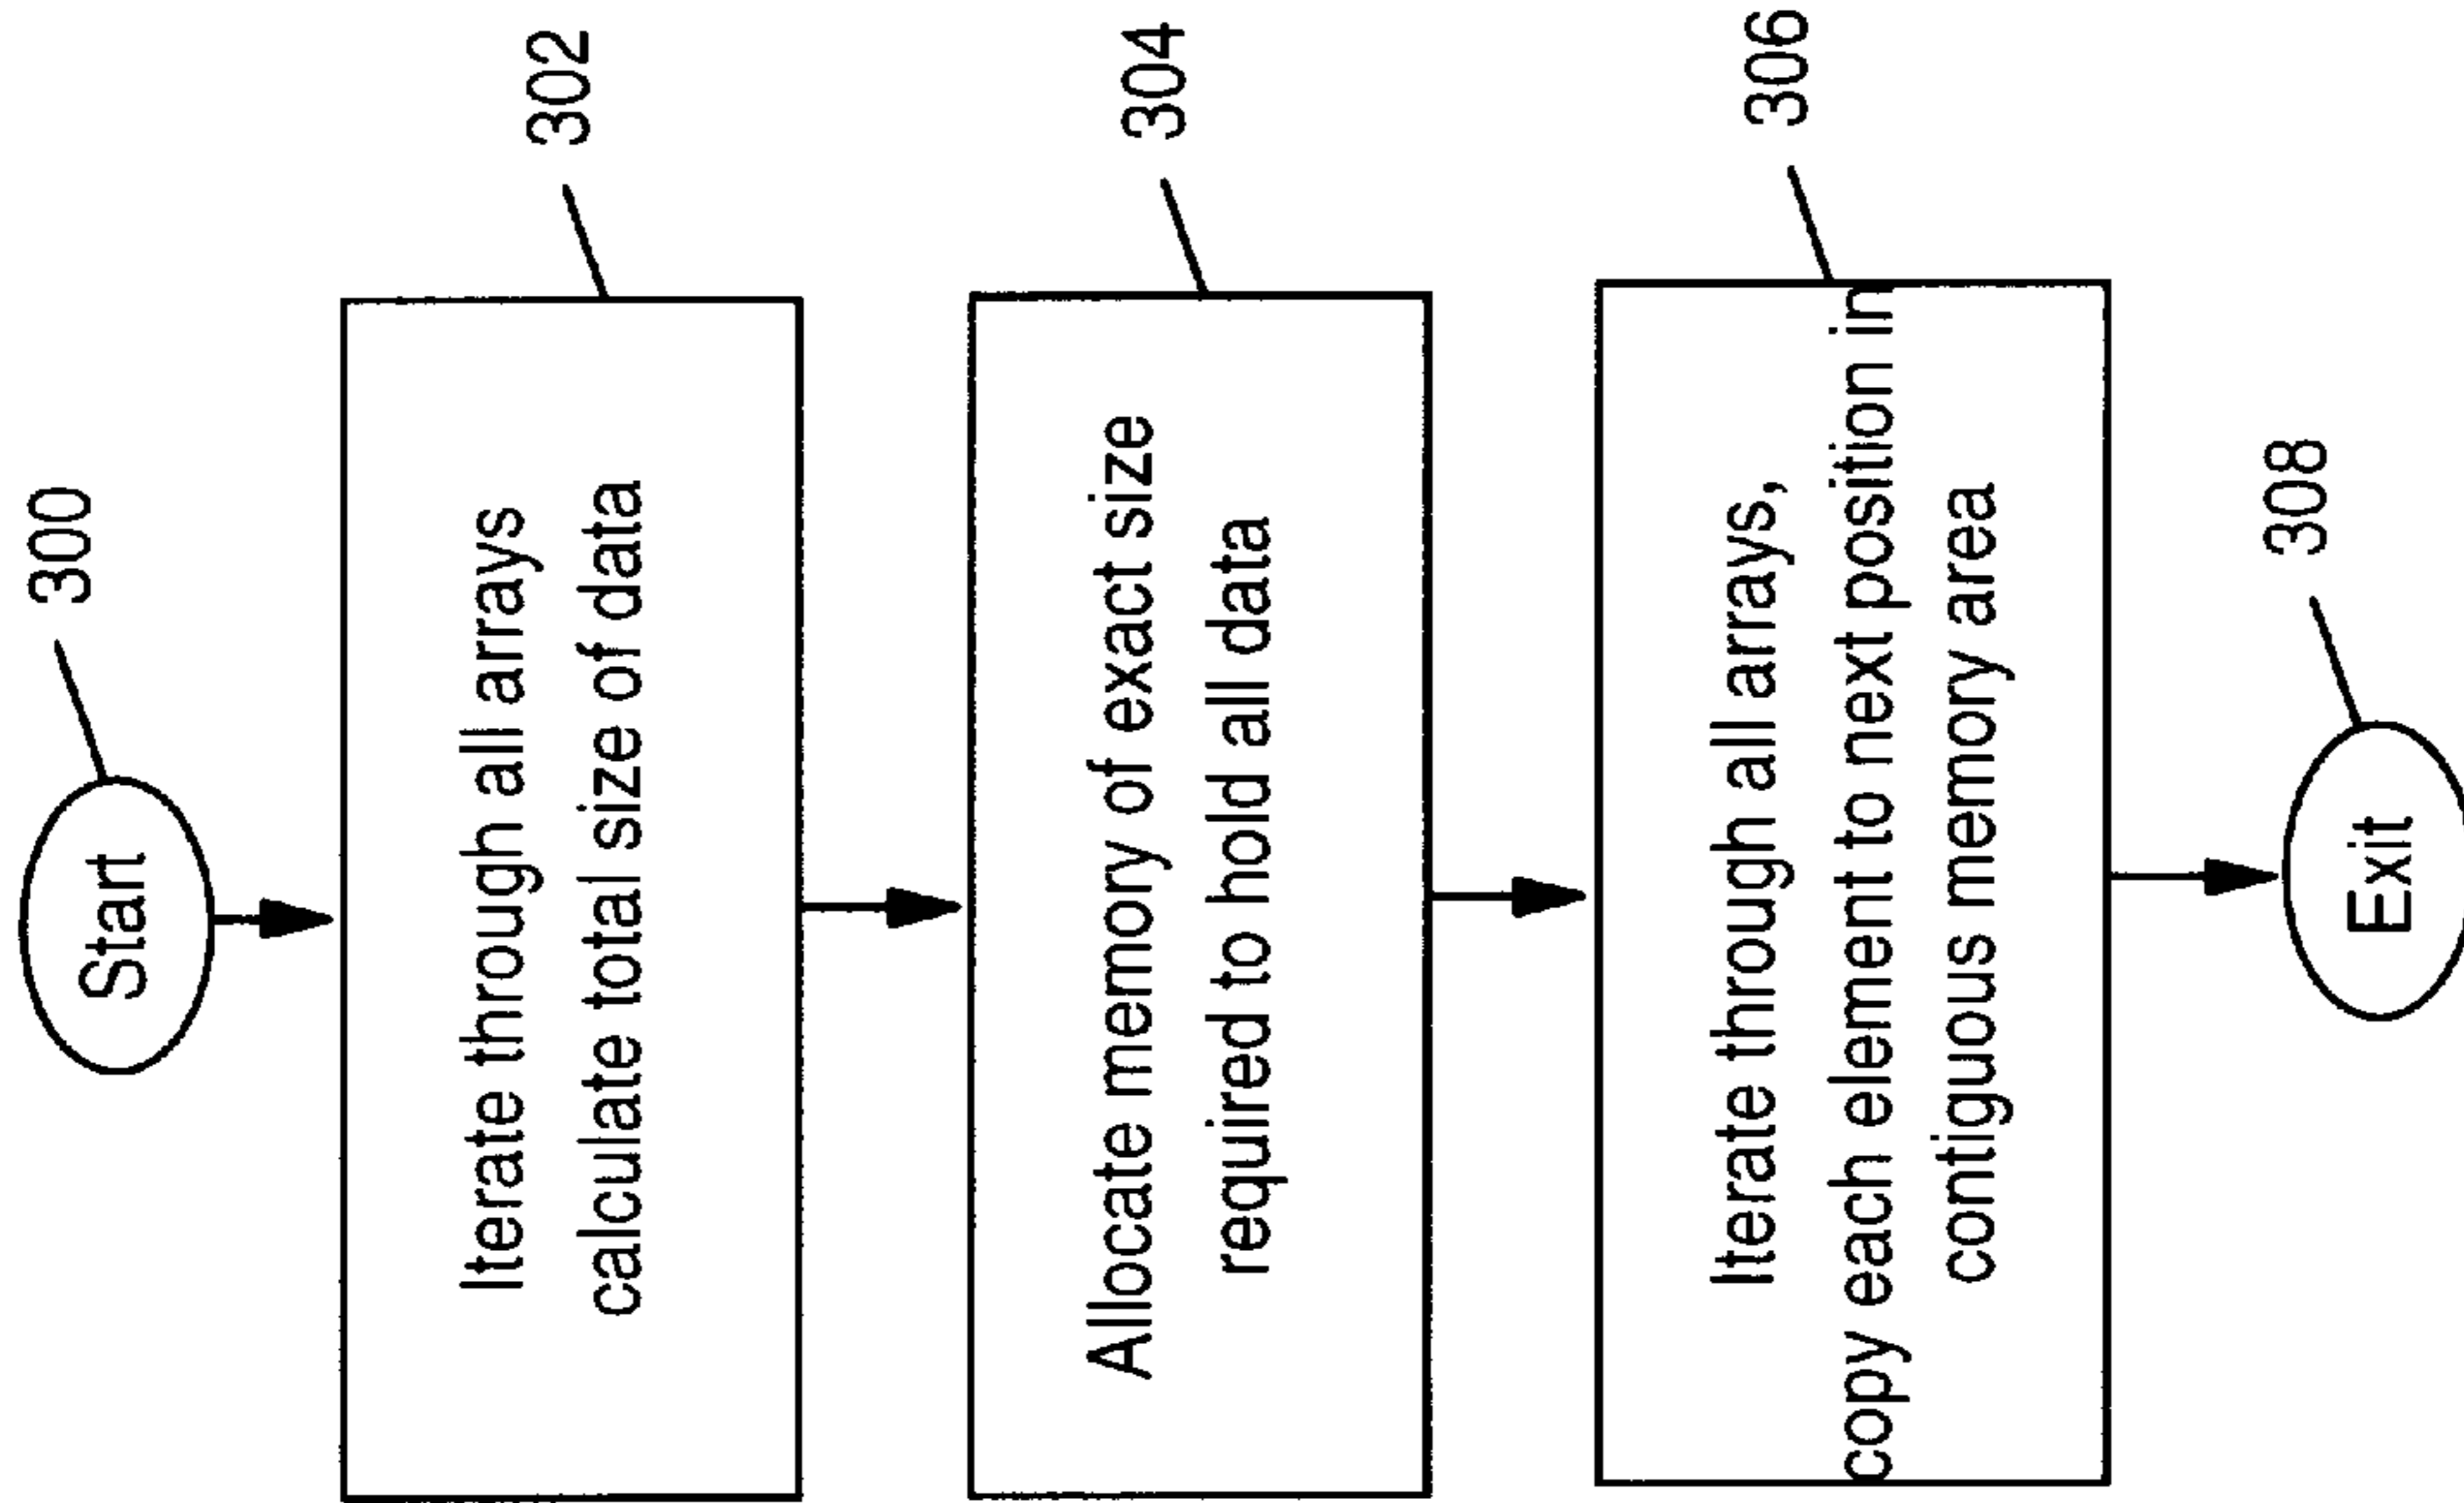 300
Start
302
Iterate through all arrays
calculate total size of data
304
Allocate memory of exact size
required to hold all data
306
Iterate through all arrays,
copy each element to next position in
contiguous memory area
308
Exit